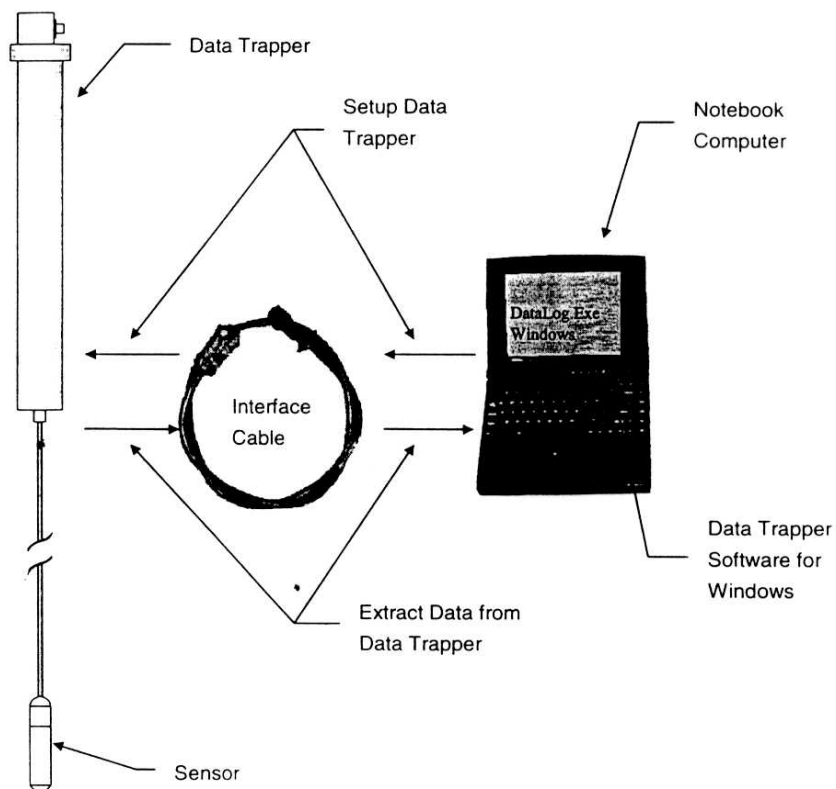 Data Trapper
Setup Data
Trapper
Notebook
Computer
DataLog Exe
Windows
Interface
Cable
Data Trapper
Software for
Windows
Extract Data from
Data Trapper
Sensor